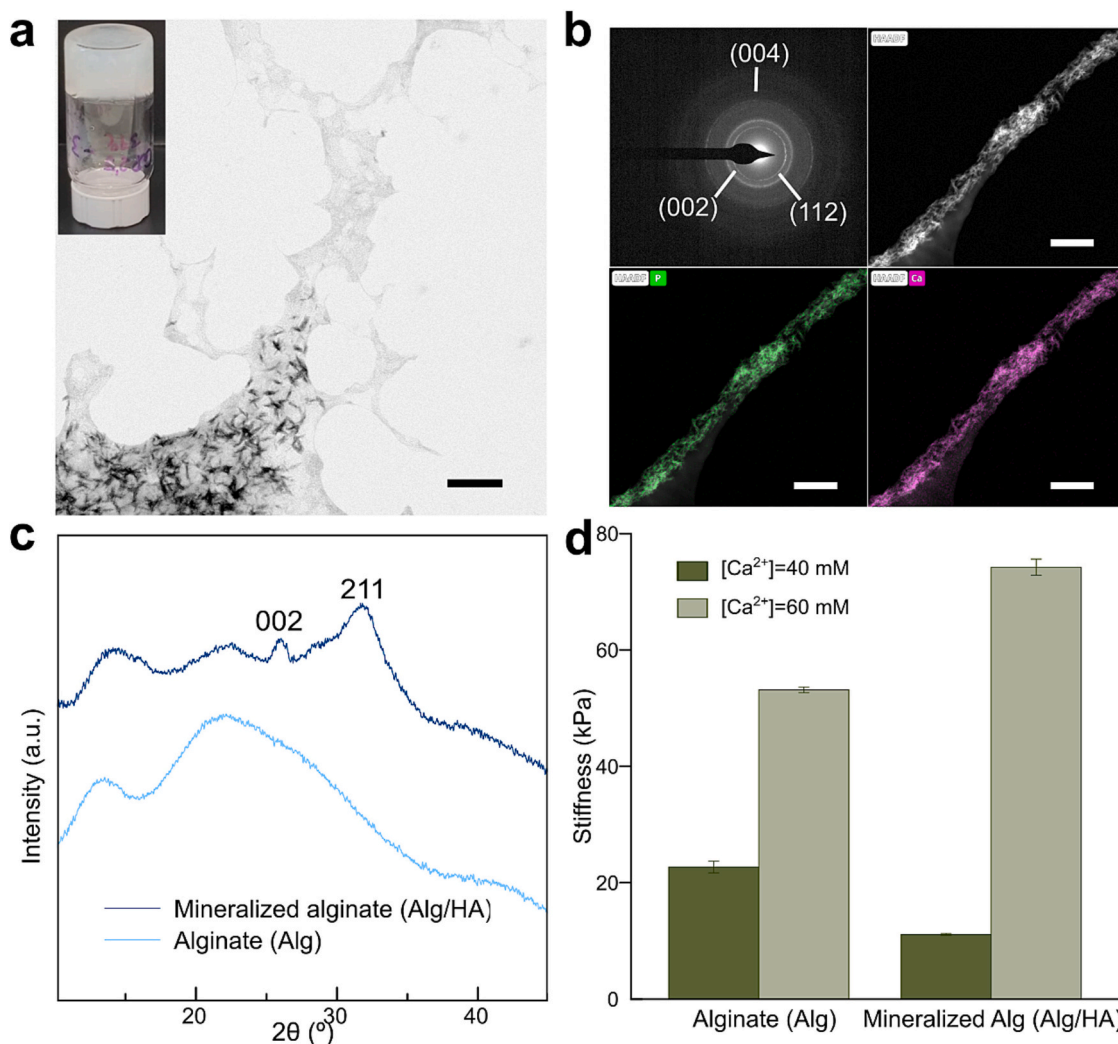 a
b
(004)
(002)
(112)
HAADF
HAADF P
HAADF Ca
c
002
211
Intensity (a.u.)
Mineralized alginate (Alg/HA)
Alginate (Alg)
20
30
40
2θ (º)
d
80
60
40
20
0
Stiffness (kPa)
[Ca²⁺]=40 mM
[Ca²⁺]=60 mM
Alginate (Alg)
Mineralized Alg (Alg/HA)